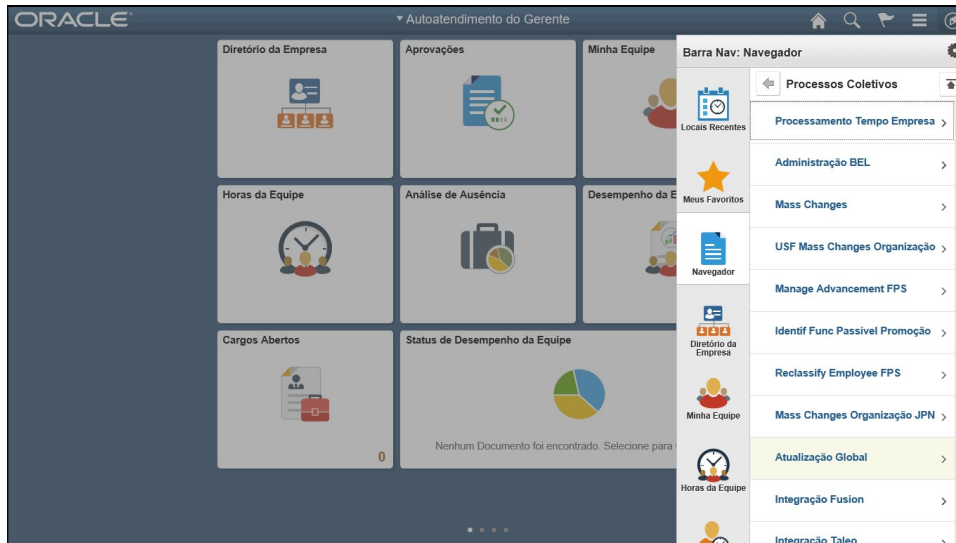 ORACLE
Autoatendimento do Gerente
Diretório da Empresa
Aprovações
Minha Equipe
Horas da Equipe
Análise de Ausência
Desempenho da E
Cargos Abertos
0
Status de Desempenho da Equipe
Nenhum Documento foi encontrado. Selecione para
Barra Nav: Navegador
Locais Recentes
Meus Favoritos
Navegador
Diretório da
Empresa
Minha Equipe
Horas da Equipe
Processos Coletivos
Processamento Tempo Empresa
Administração BEL
Mass Changes
USF Mass Changes Organização
Manage Advancement FPS
Identif Func Passivel Promoção
Reclassify Employee FPS
Mass Changes Organização JPN
Atualização Global
Integração Fusion
Integração Taleo